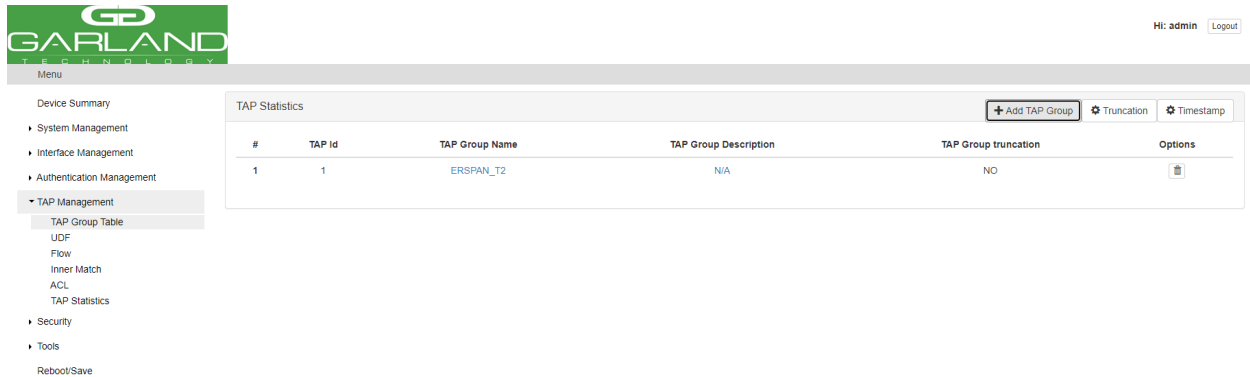 GARLAND
TECHNOLOGY
Hi: admin Logout
Menu
Device Summary
System Management
Interface Management
Authentication Management
TAP Management
TAP Group Table
UDF
Flow
Inner Match
ACL
TAP Statistics
Security
Tools
Reboot/Save
TAP Statistics
Add TAP Group Truncation Timestamp
# TAP Id TAP Group Name TAP Group Description TAP Group truncation Options
1 1 ERSPAN_T2 N/A NO